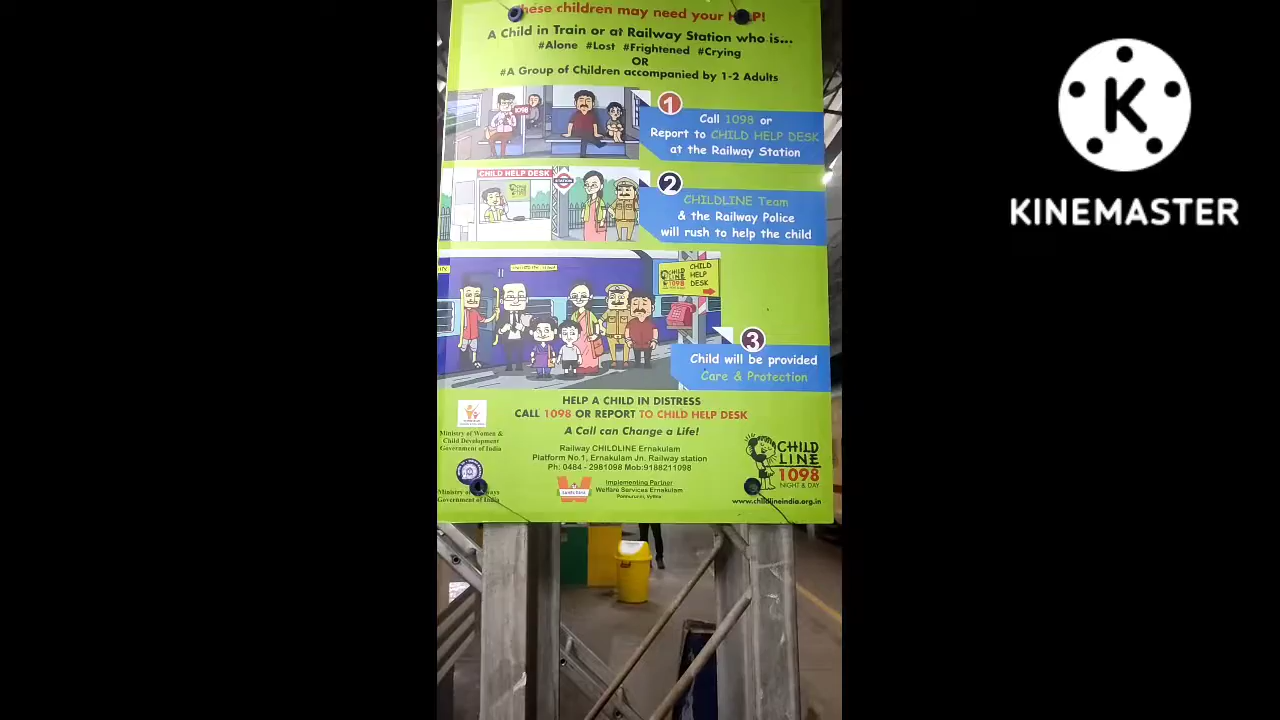 These children may need your HELP!
A Child in Train or at Railway Station who is...
#Alone #Lost #Frightened #Crying
OR
#A Group of Children accompanied by 1-2 Adults
1098
1
Call 1098 or
Report to CHILD HELP DESK
at the Railway Station
CHILD HELP DESK
STATION
2
CHILDLINE Team
& the Railway Police
will rush to help the child
CHILD
LINE
1098
CHILD
HELP
DESK
3
Child will be provided
Care & Protection
HELP A CHILD IN DISTRESS
CALL 1098 OR REPORT TO CHILD HELP DESK
A Call can Change a Life!
Ministry of Women &
Child Development
Government of India
Railway CHILDLINE Ernakulam
Platform No.1, Ernakulam Jn. Railway station
Ph: 0484 - 2981098 Mob:9188211098
Ministry of Railways
Government of India
Implementing Partner
Welfare Services Ernakulam
CHILD
LINE
1098
NIGHT & DAY
www.childlineindia.org.in
K
KINEMASTER